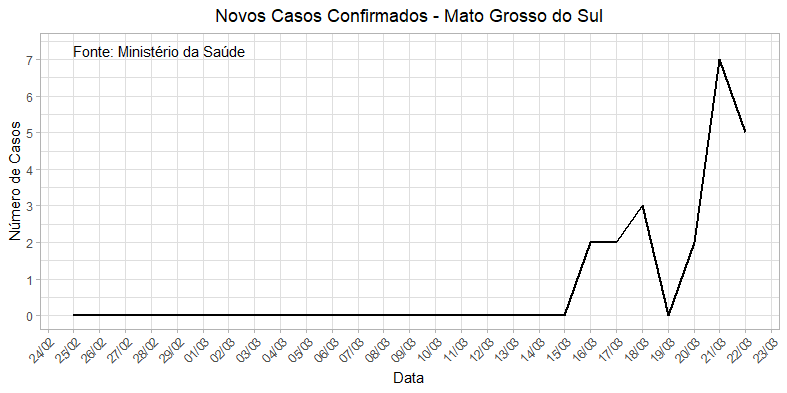 Novos Casos Confirmados - Mato Grosso do Sul
Fonte: Ministério da Saúde
Número de Casos
7
6
5
4
3
2
1
0
24/02 25/02 26/02 27/02 28/02 29/02 01/03 02/03 03/03 04/03 05/03 06/03 07/03 08/03 09/03 10/03 11/03 12/03 13/03 14/03 15/03 16/03 17/03 18/03 19/03 20/03 21/03 22/03 23/03
Data